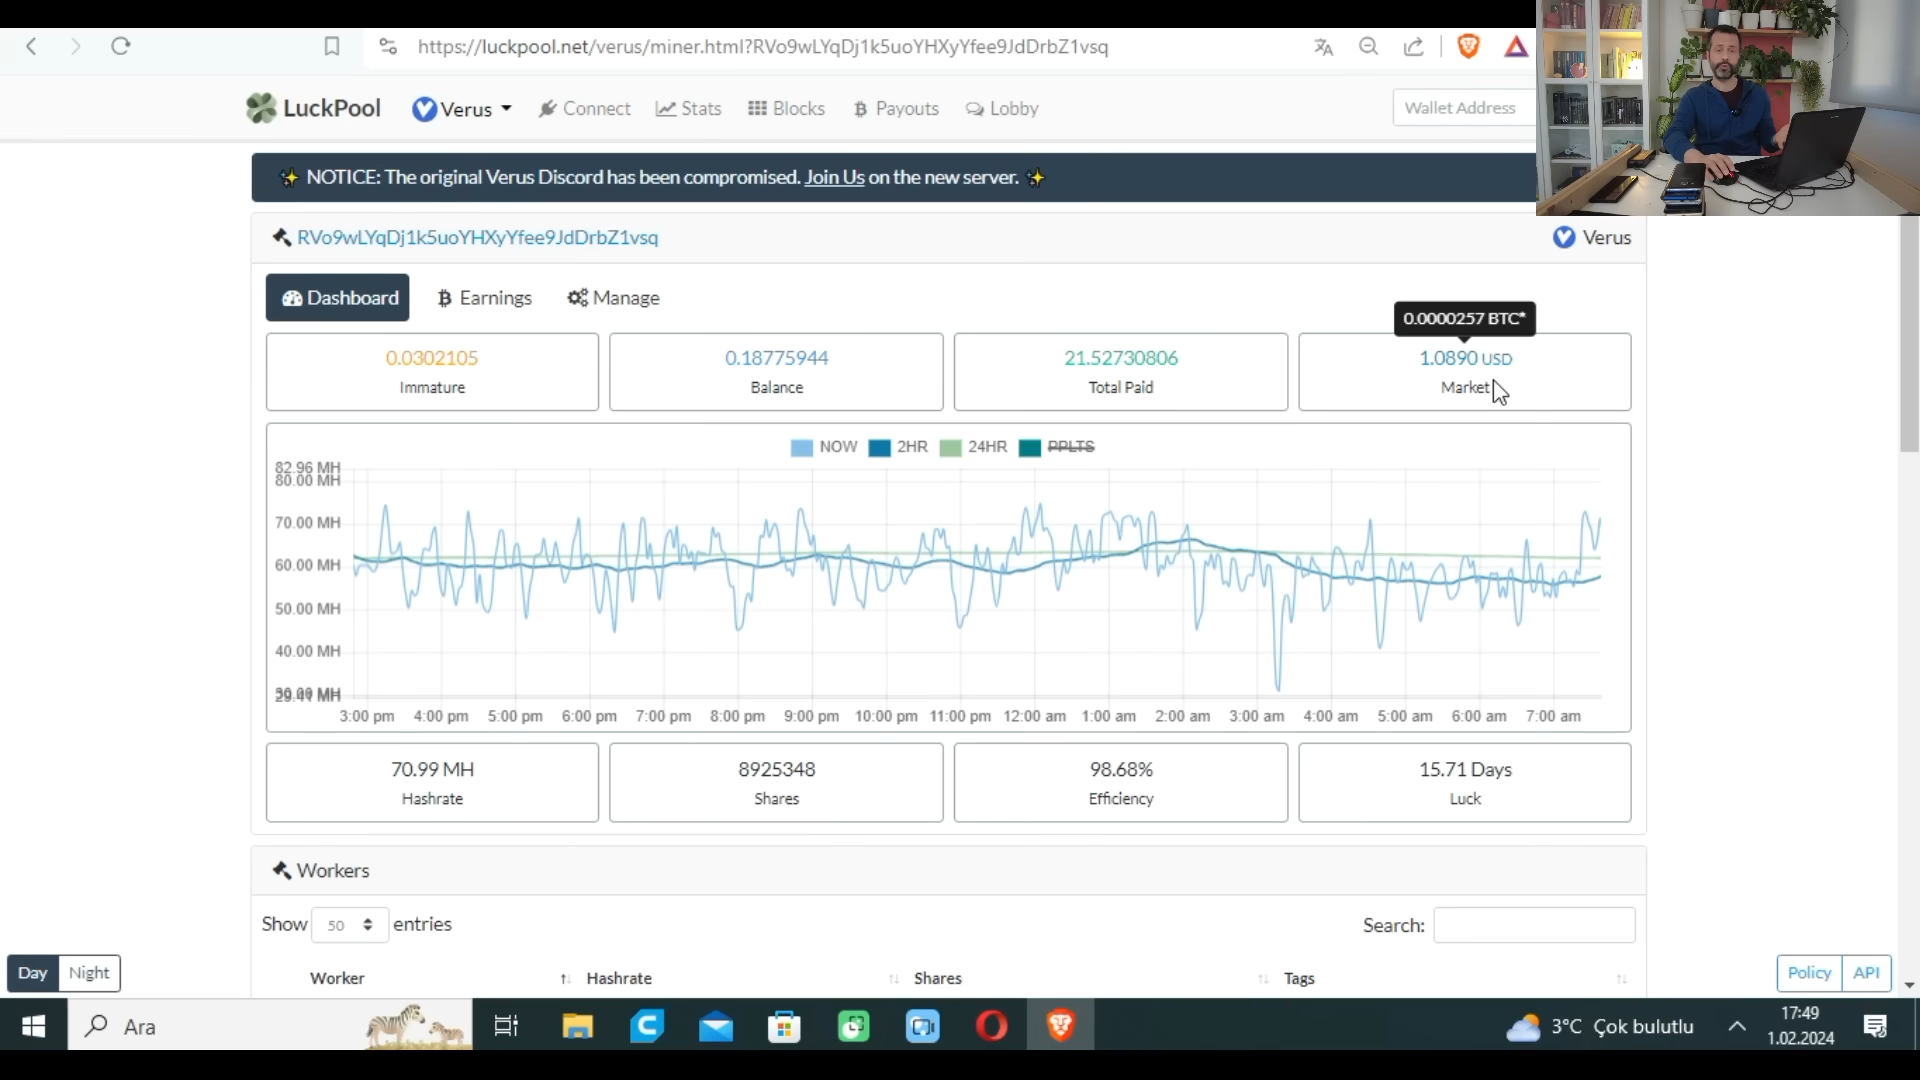 https://luckpool.net/verus/miner.html?RVo9wLYqDj1k5uoYHXyYfee9JdDrbZ1vsq
LuckPool
Verus
Connect
Stats
Blocks
Payouts
Lobby
Wallet Address
✨ NOTICE: The original Verus Discord has been compromised. Join Us on the new server. ✨
RVo9wLYqDj1k5uoYHXyYfee9JdDrbZ1vsq
Verus
Dashboard
Earnings
Manage
0.0000257 BTC*
0.0302105
Immature
0.18775944
Balance
21.52730806
Total Paid
1.0890 USD
Market
NOW 2HR 24HR PPLTS
82.96 MH
80.00 MH
70.00 MH
60.00 MH
50.00 MH
40.00 MH
30.00 MH
29.41 MH
3:00 pm 4:00 pm 5:00 pm 6:00 pm 7:00 pm 8:00 pm 9:00 pm 10:00 pm 11:00 pm 12:00 am 1:00 am 2:00 am 3:00 am 4:00 am 5:00 am 6:00 am 7:00 am
70.99 MH
Hashrate
8925348
Shares
98.68%
Efficiency
15.71 Days
Luck
Workers
Show 50 entries
Search:
Worker Hashrate Shares Tags
Day Night
Policy API
Ara
3°C Çok bulutlu
17:49
1.02.2024